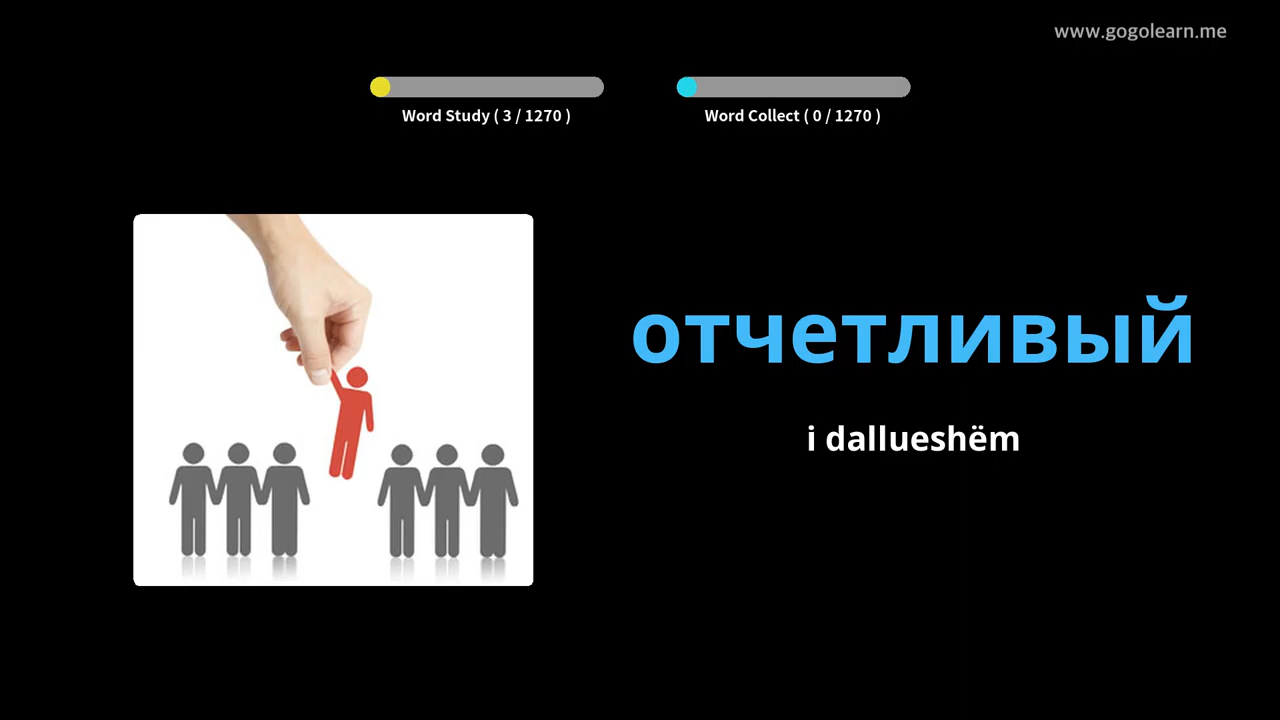 www.gogolearn.me
Word Study ( 3 / 1270 )
Word Collect ( 0 / 1270 )
отчетливый
i dallueshëm